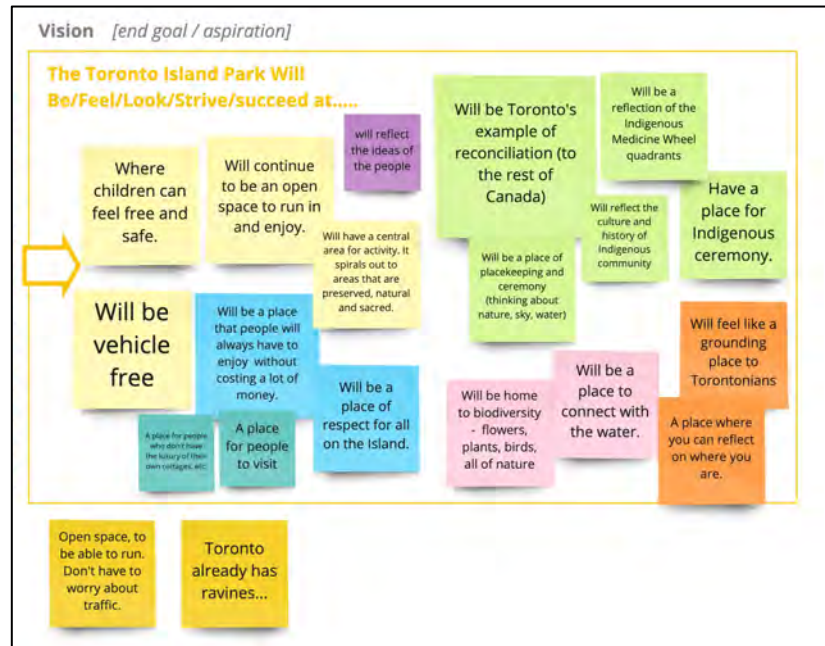 Vision [end goal / aspiration]
The Toronto Island Park Will
Be/Feel/Look/Strive/succeed at.....
Where
children can
feel free and
safe.
Will continue
to be an open
space to run in
and enjoy.
will reflect
the ideas of
the people
Will have a central
area for activity. It
spirals out to
areas that are
preserved, natural
and sacred.
Will be
vehicle
free
Will be a place
that people will
always have to
enjoy without
costing a lot of
money.
Will be a
place of
respect for all
on the Island.
A place for people
who don't have
the luxury of their
own cottages, etc.
A place
for people
to visit
Will be Toronto's
example of
reconciliation (to
the rest of
Canada)
Will be a
reflection of the
Indigenous
Medicine Wheel
quadrants
Will reflect the
culture and
history of
Indigenous
community
Have a
place for
Indigenous
ceremony.
Will be a place of
placekeeping and
ceremony
(thinking about
nature, sky, water)
Will be home
to biodiversity
- flowers,
plants, birds,
all of nature
Will be a
place to
connect with
the water.
Will feel like a
grounding
place to
Torontonians
A place where
you can reflect
on where you
are.
Open space, to
be able to run.
Don't have to
worry about
traffic.
Toronto
already has
ravines...